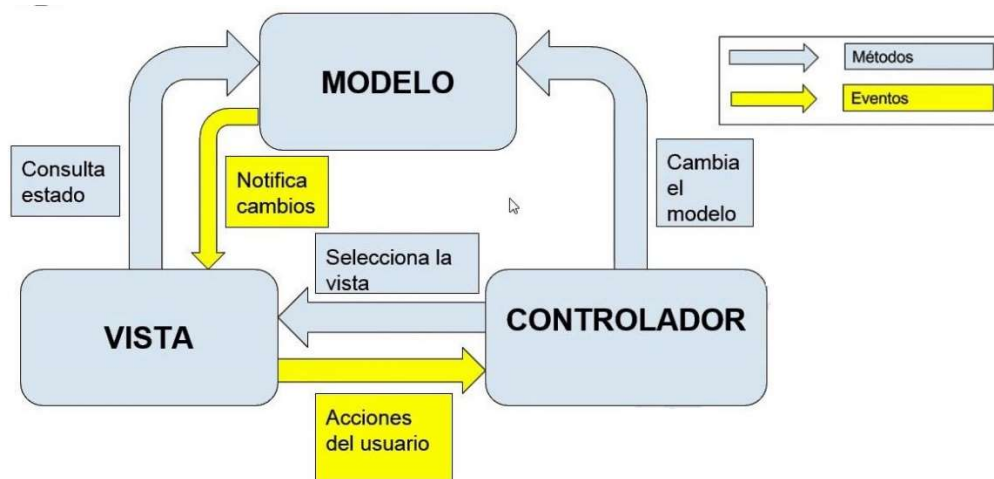 MODELO
Métodos
Eventos
Consulta
estado
Notifica
cambios
Cambia
el
modelo
Selecciona la
vista
VISTA
CONTROLADOR
Acciones
del usuario